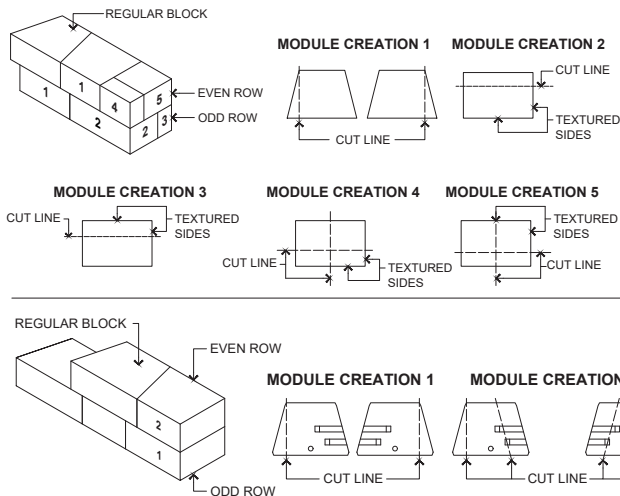 REGULAR BLOCK
1
1
4
5
2
2
3
EVEN ROW
ODD ROW
MODULE CREATION 1
CUT LINE
MODULE CREATION 2
CUT LINE
TEXTURED
SIDES
MODULE CREATION 3
CUT LINE
TEXTURED
SIDES
MODULE CREATION 4
CUT LINE
TEXTURED
SIDES
MODULE CREATION 5
TEXTURED
SIDES
CUT LINE
REGULAR BLOCK
EVEN ROW
2
1
ODD ROW
MODULE CREATION 1
CUT LINE
MODULE CREATION
CUT LINE